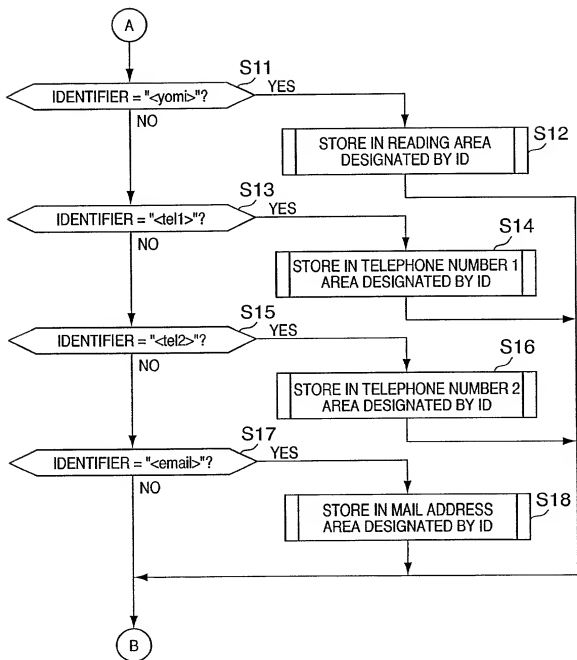 A
S11
IDENTIFIER = "<yomi>"?
YES
NO
STORE IN READING AREA
DESIGNATED BY ID
S12
S13
IDENTIFIER = "<tel1>"?
YES
NO
S14
STORE IN TELEPHONE NUMBER 1
AREA DESIGNATED BY ID
S15
IDENTIFIER = "<tel2>"?
YES
NO
S16
STORE IN TELEPHONE NUMBER 2
AREA DESIGNATED BY ID
S17
IDENTIFIER = "<email>"?
YES
NO
STORE IN MAIL ADDRESS
AREA DESIGNATED BY ID
S18
B